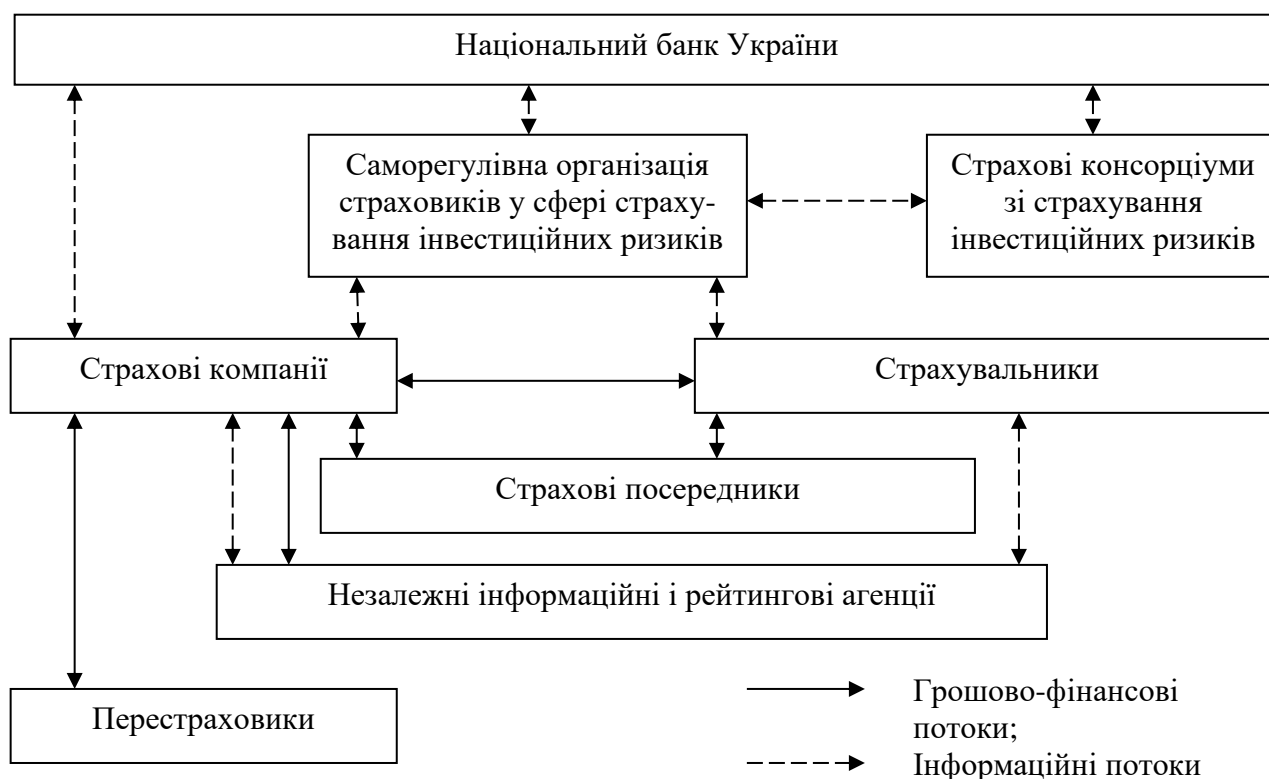 Національний банк України
Саморегулівна організація
страховиків у сфері страху-
вання інвестиційних ризиків
Страхові консорціуми
зі страхування
інвестиційних ризиків
Страхові компанії
Страхувальники
Страхові посередники
Незалежні інформаційні і рейтингові агенції
Перестраховики
Грошово-фінансові
потоки;
Інформаційні потоки